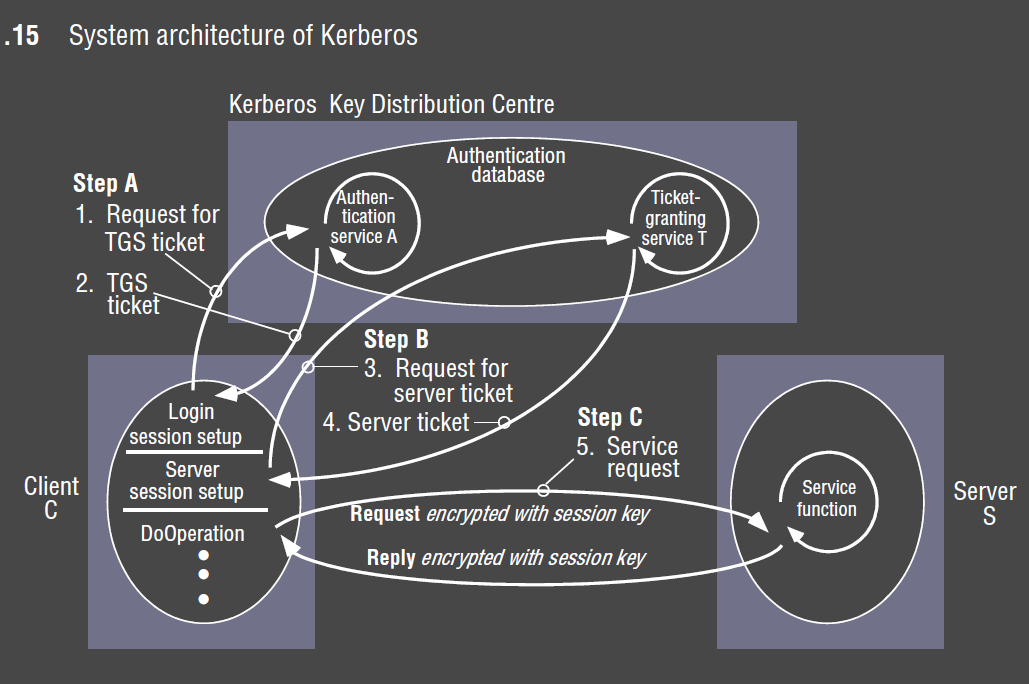 .15 System architecture of Kerberos
Kerberos Key Distribution Centre
Authentication
database
Step A
1. Request for
TGS ticket
2. TGS
ticket
Authen-
tication
service A
Ticket-
granting
service T
Step B
3. Request for
server ticket
4. Server ticket
Step C
5. Service
request
Login
session setup
Server
session setup
DoOperation
Client
C
Request encrypted with session key
Reply encrypted with session key
Service
function
Server
S